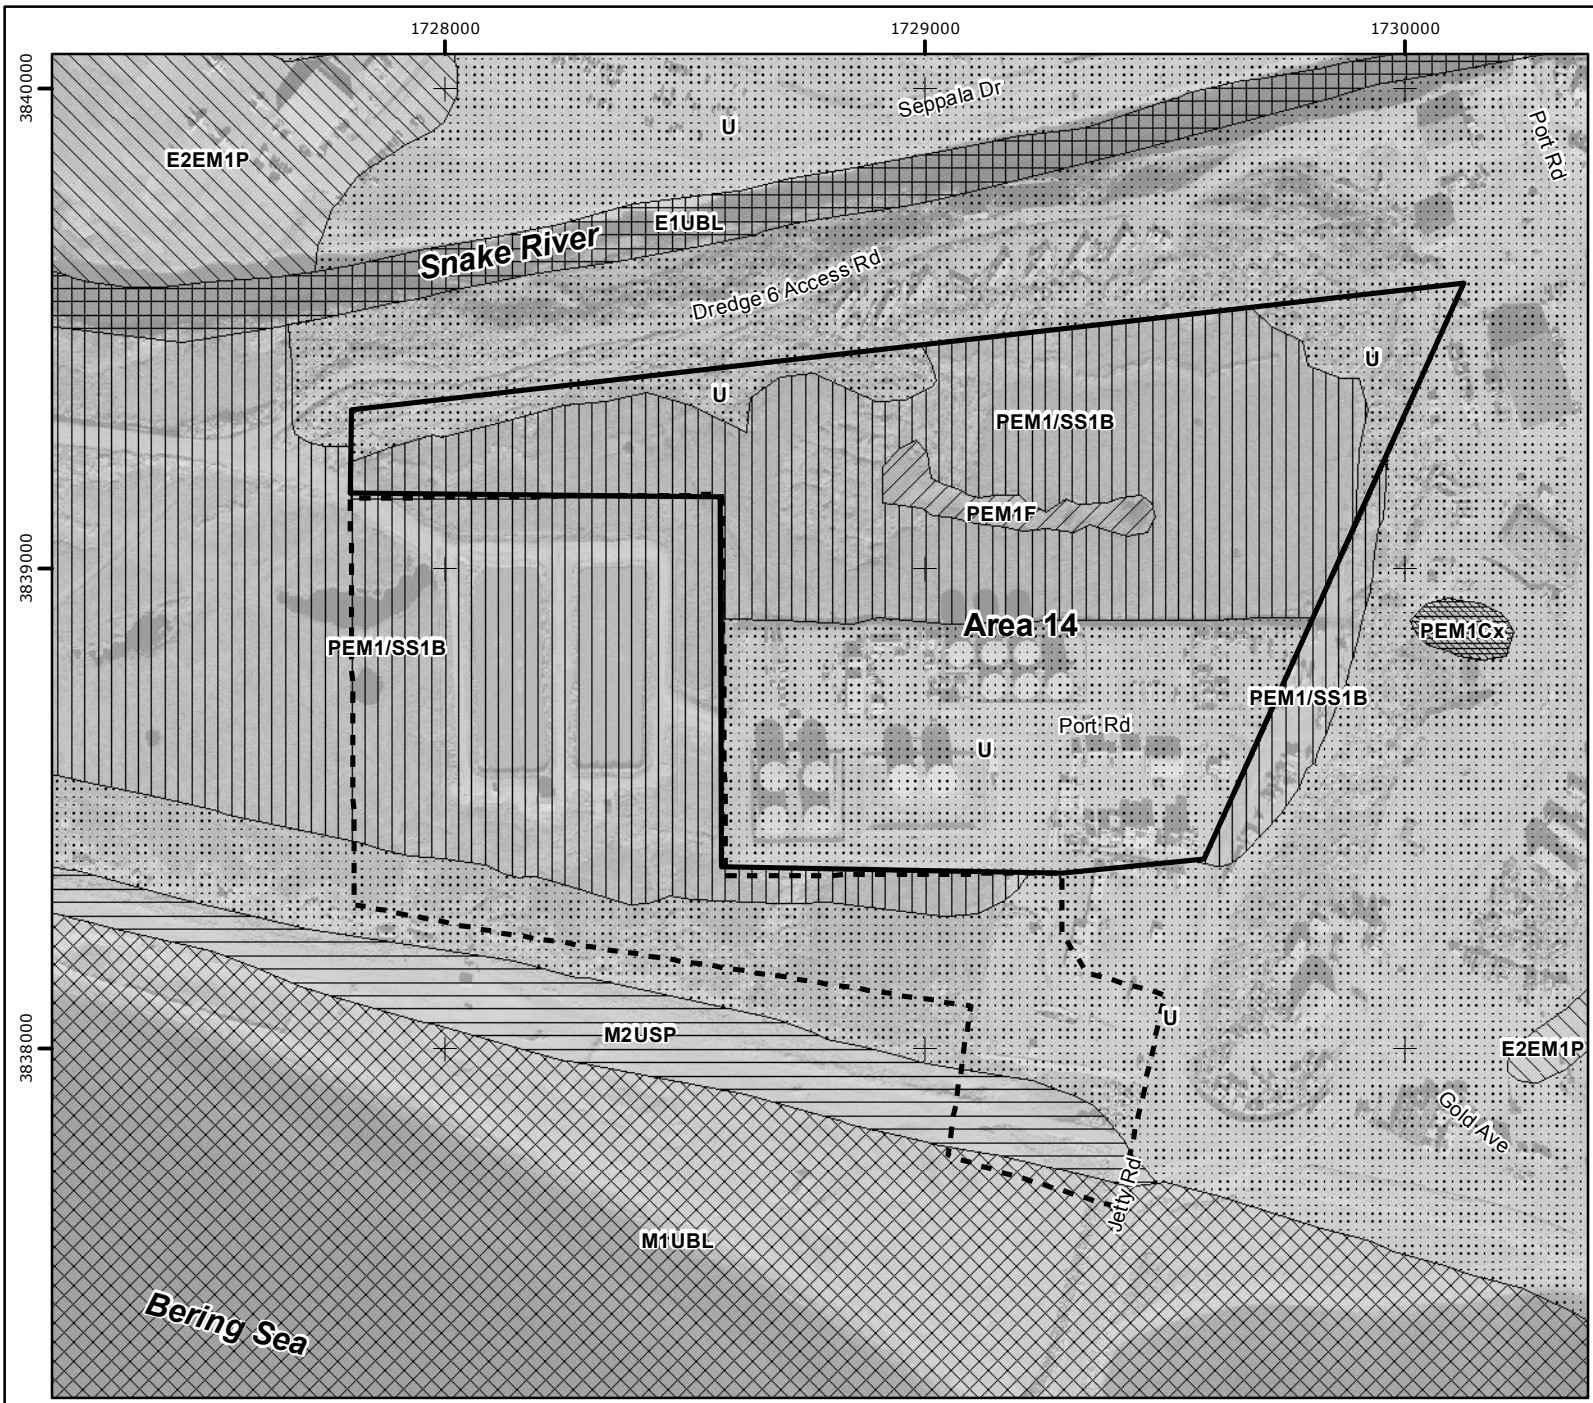 1728000
1729000
1730000
3840000
3839000
3838000
Seppala Dr
Port Rd
U
E2EM1P
E1UBL
Snake River
Dredge 6 Access Rd
U
U
PEM1/SS1B
PEM1F
Area 14
PEM1Cx
PEM1/SS1B
PEM1/SS1B
Port Rd
U
U
M2USP
E2EM1P
Gold Ave
Jetty Rd
M1UBL
Bering Sea